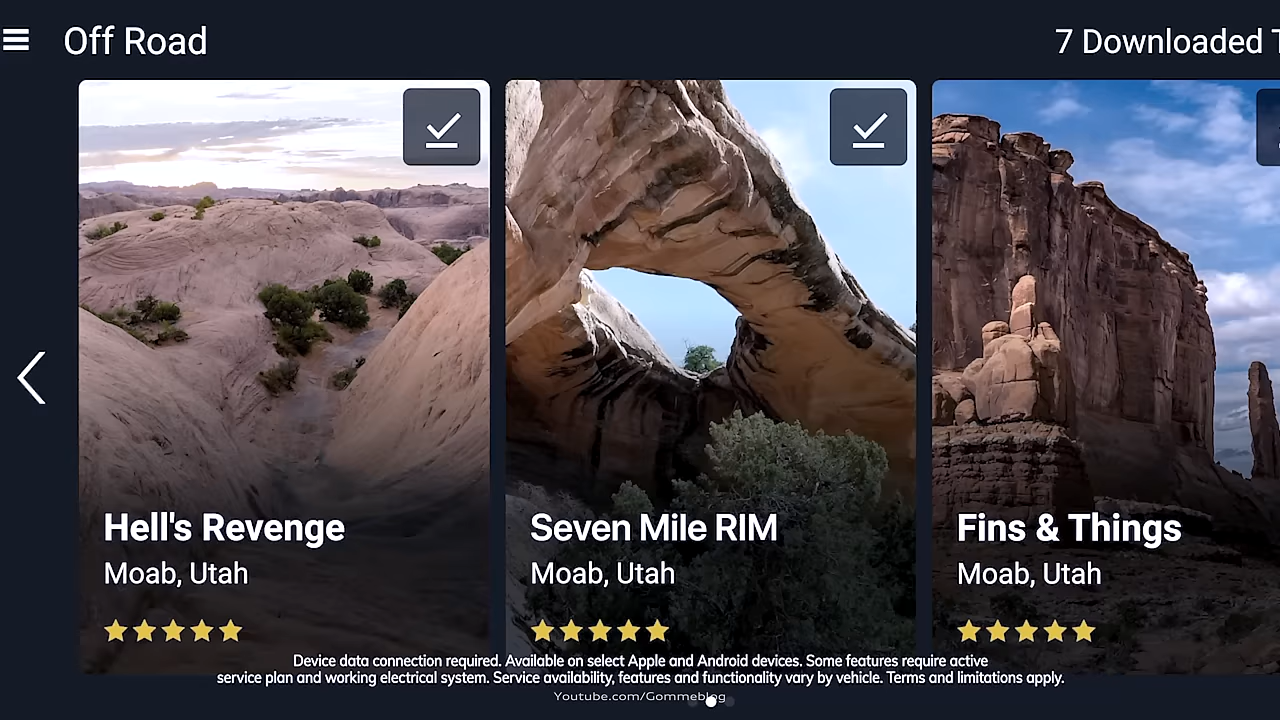 Off Road
7 Downloaded
Hell's Revenge
Moab, Utah
Seven Mile RIM
Moab, Utah
Fins & Things
Moab, Utah
Device data connection required. Available on select Apple and Android devices. Some features require active
service plan and working electrical system. Service availability, features and functionality vary by vehicle. Terms and limitations apply.
Youtube.com/Gommeblog